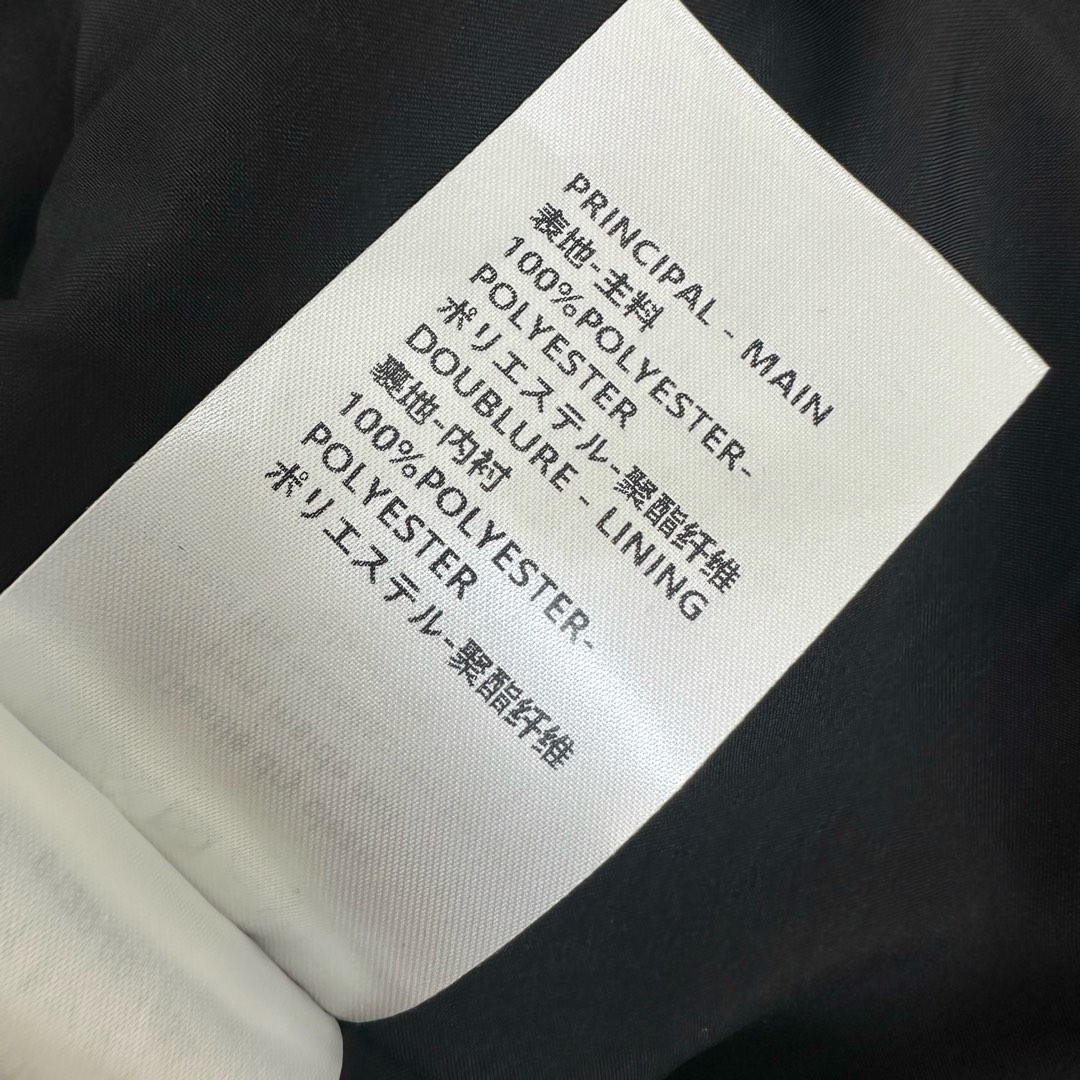 PRINCIPAL - MAIN
表地-主料
100%POLYESTER-
POLYESTER
ポリエステル-聚酯纤维
DOUBLURE - LINING
裏地-内衬
100%POLYESTER-
POLYESTER
ポリエステル-聚酯纤维